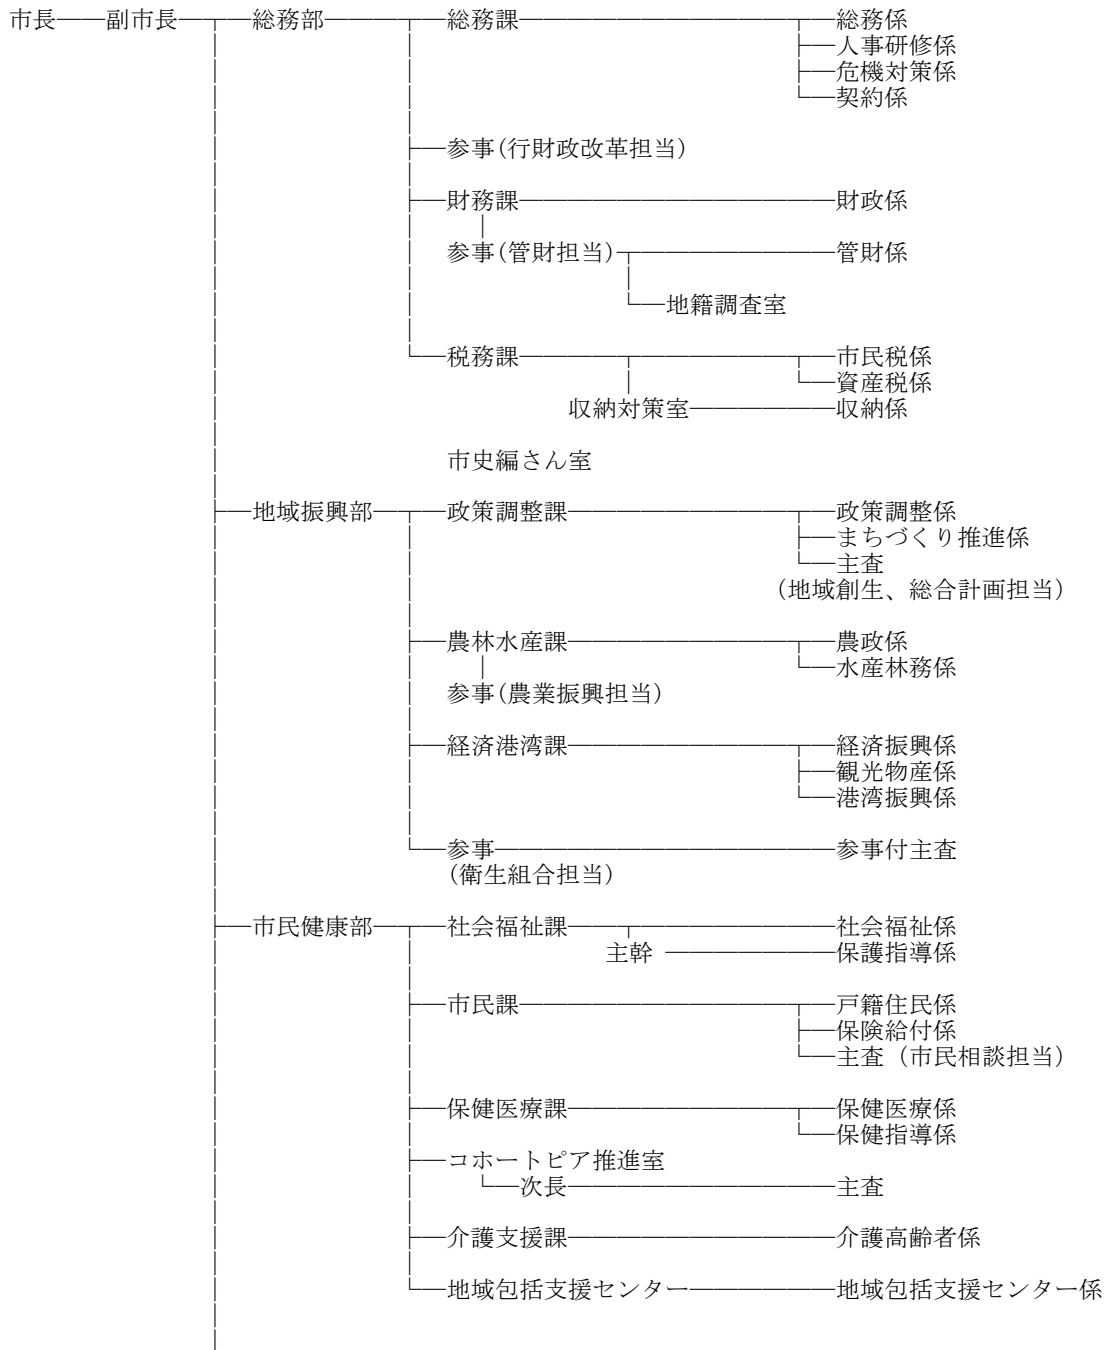 市長 副市長 総務部 総務課 総務係
人事研修係
危機対策係
契約係
参事(行財政改革担当)
財務課 財政係
参事(管財担当) 管財係
地籍調査室
税務課 市民税係
資産税係
収納対策室 収納係
市史編さん室
地域振興部 政策調整課 政策調整係
まちづくり推進係
主査
(地域創生、総合計画担当)
農林水産課 農政係
水産林務係
参事(農業振興担当)
経済港湾課 経済振興係
観光物産係
港湾振興係
参事 参事付主査
(衛生組合担当)
市民健康部 社会福祉課 社会福祉係
主幹 保護指導係
市民課 戸籍住民係
保険給付係
主査(市民相談担当)
保健医療課 保健医療係
保健指導係
コホートピア推進室
次長 主査
介護支援課 介護高齢者係
地域包括支援センター 地域包括支援センター係